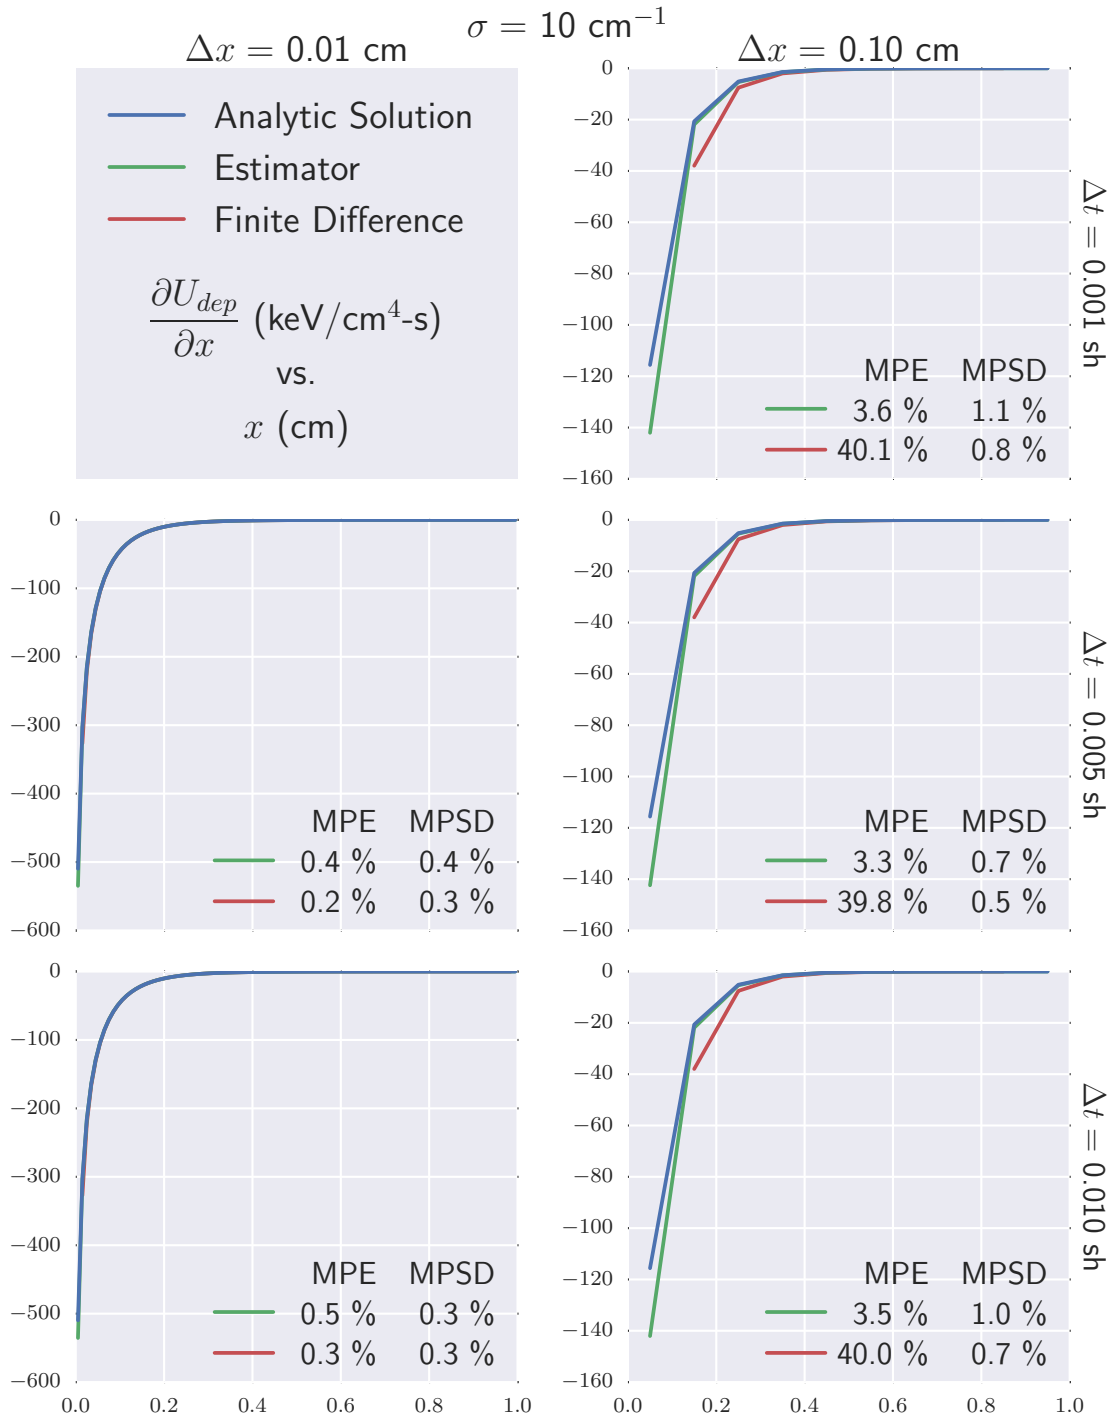 σ = 10 cm⁻¹
Δx = 0.01 cm
Δx = 0.10 cm
Analytic Solution
Estimator
Finite Difference
∂U_dep/∂x (keV/cm⁴-s)
vs.
x (cm)
0
−20
−40
−60
−80
−100
−120
−140
−160
MPE MPSD
3.6 % 1.1 %
40.1 % 0.8 %
Δt = 0.001 sh
0
−100
−200
−300
−400
−500
−600
MPE MPSD
0.4 % 0.4 %
0.2 % 0.3 %
0
−20
−40
−60
−80
−100
−120
−140
−160
MPE MPSD
3.3 % 0.7 %
39.8 % 0.5 %
Δt = 0.005 sh
0
−100
−200
−300
−400
−500
−600
MPE MPSD
0.5 % 0.3 %
0.3 % 0.3 %
0.0 0.2 0.4 0.6 0.8 1.0
0
−20
−40
−60
−80
−100
−120
−140
−160
MPE MPSD
3.5 % 1.0 %
40.0 % 0.7 %
0.0 0.2 0.4 0.6 0.8 1.0
Δt = 0.010 sh